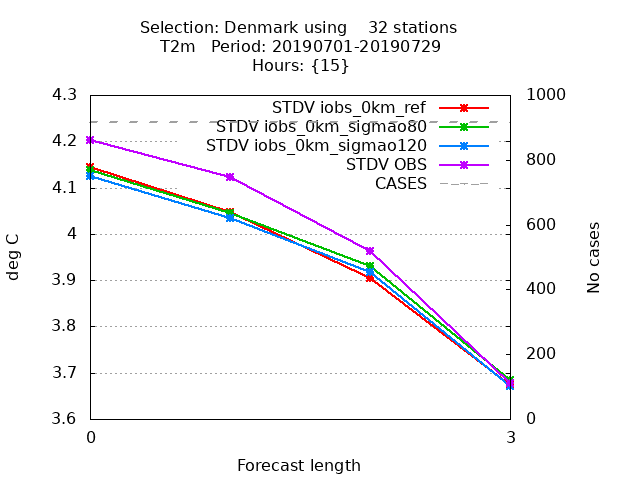 Selection: Denmark using    32 stations
T2m   Period: 20190701-20190729
Hours: {15}
4.3
4.2
4.1
4
3.9
3.8
3.7
3.6
deg C
STDV iobs_0km_ref
STDV iobs_0km_sigmao80
STDV iobs_0km_sigmao120
STDV OBS
CASES
1000
800
600
400
200
0
No cases
0
3
Forecast length